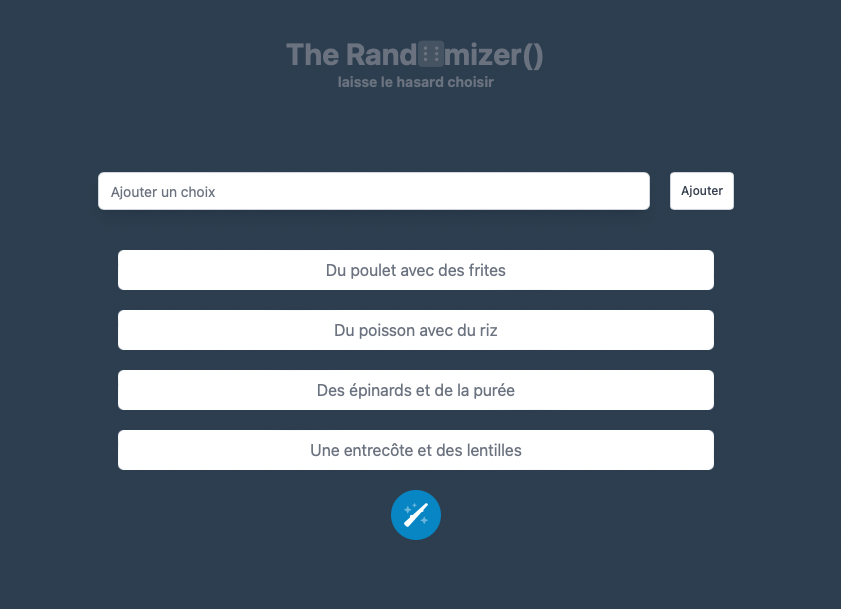 The Rand⚅mizer()
laisse le hasard choisir
Ajouter un choix
Ajouter
Du poulet avec des frites
Du poisson avec du riz
Des épinards et de la purée
Une entrecôte et des lentilles